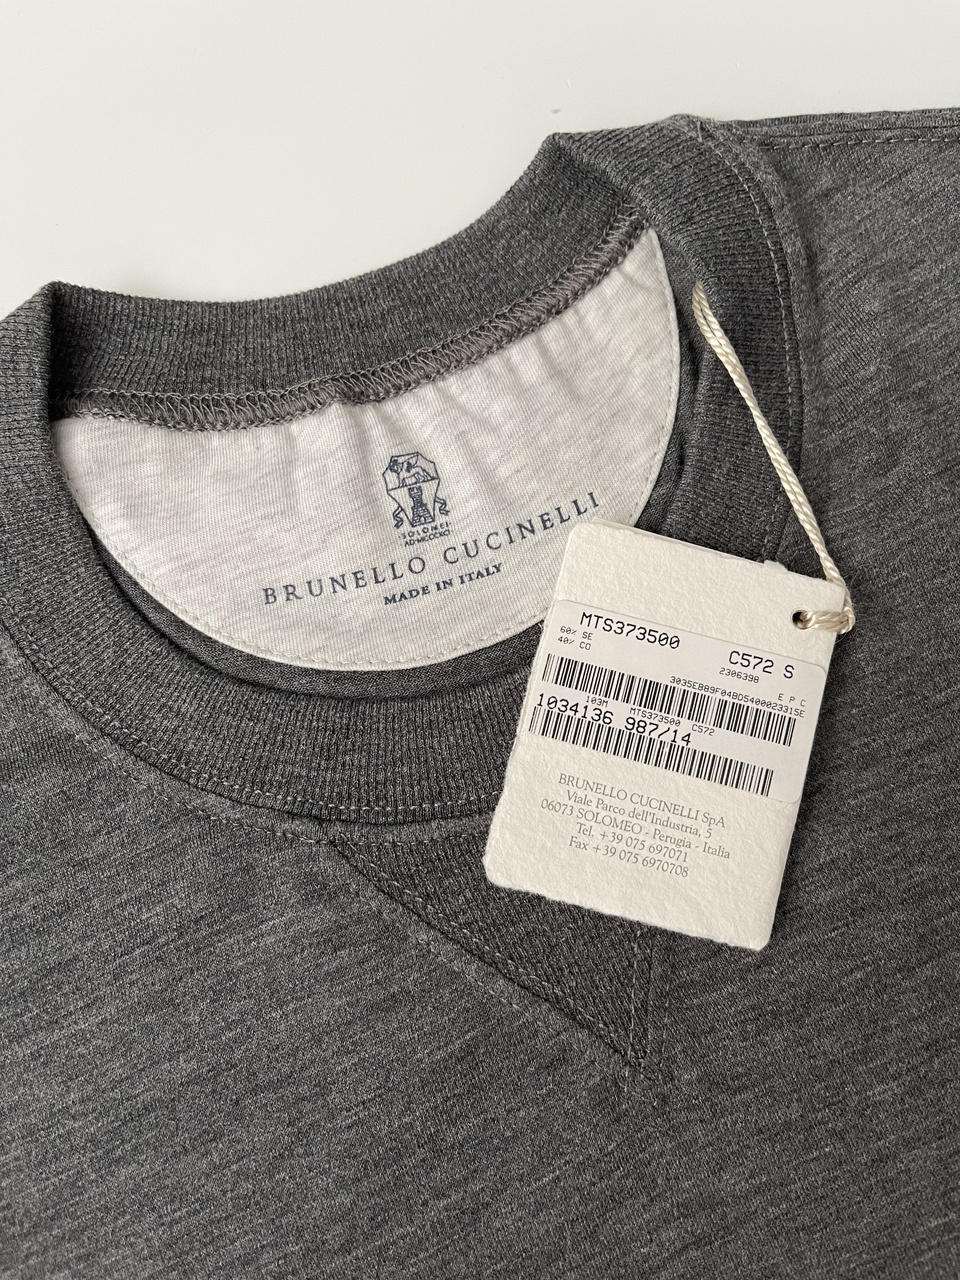 SOLOMEO
BRUNELLO CUCINELLI
MADE IN ITALY
MTS373500
60% SE
40% CO
C572 S
2306398
E P C
3035EBB9F04BD5400023315E
103M MTS373500 C572
1034136 987/14
BRUNELLO CUCINELLI SpA
Viale Parco dell'Industria, 5
06073 SOLOMEO - Perugia - Italia
Tel. +39 075 697071
Fax +39 075 6970708